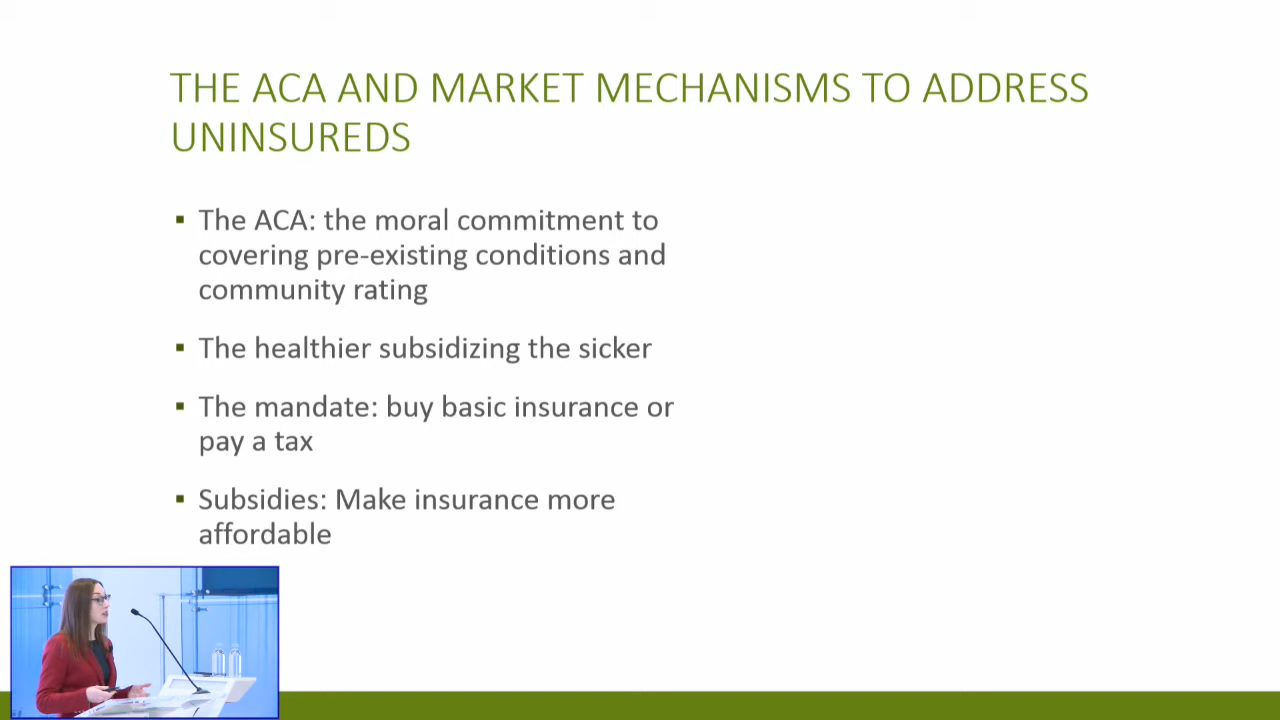 THE ACA AND MARKET MECHANISMS TO ADDRESS
UNINSUREDS
▪ The ACA: the moral commitment to
covering pre-existing conditions and
community rating
▪ The healthier subsidizing the sicker
▪ The mandate: buy basic insurance or
pay a tax
▪ Subsidies: Make insurance more
affordable